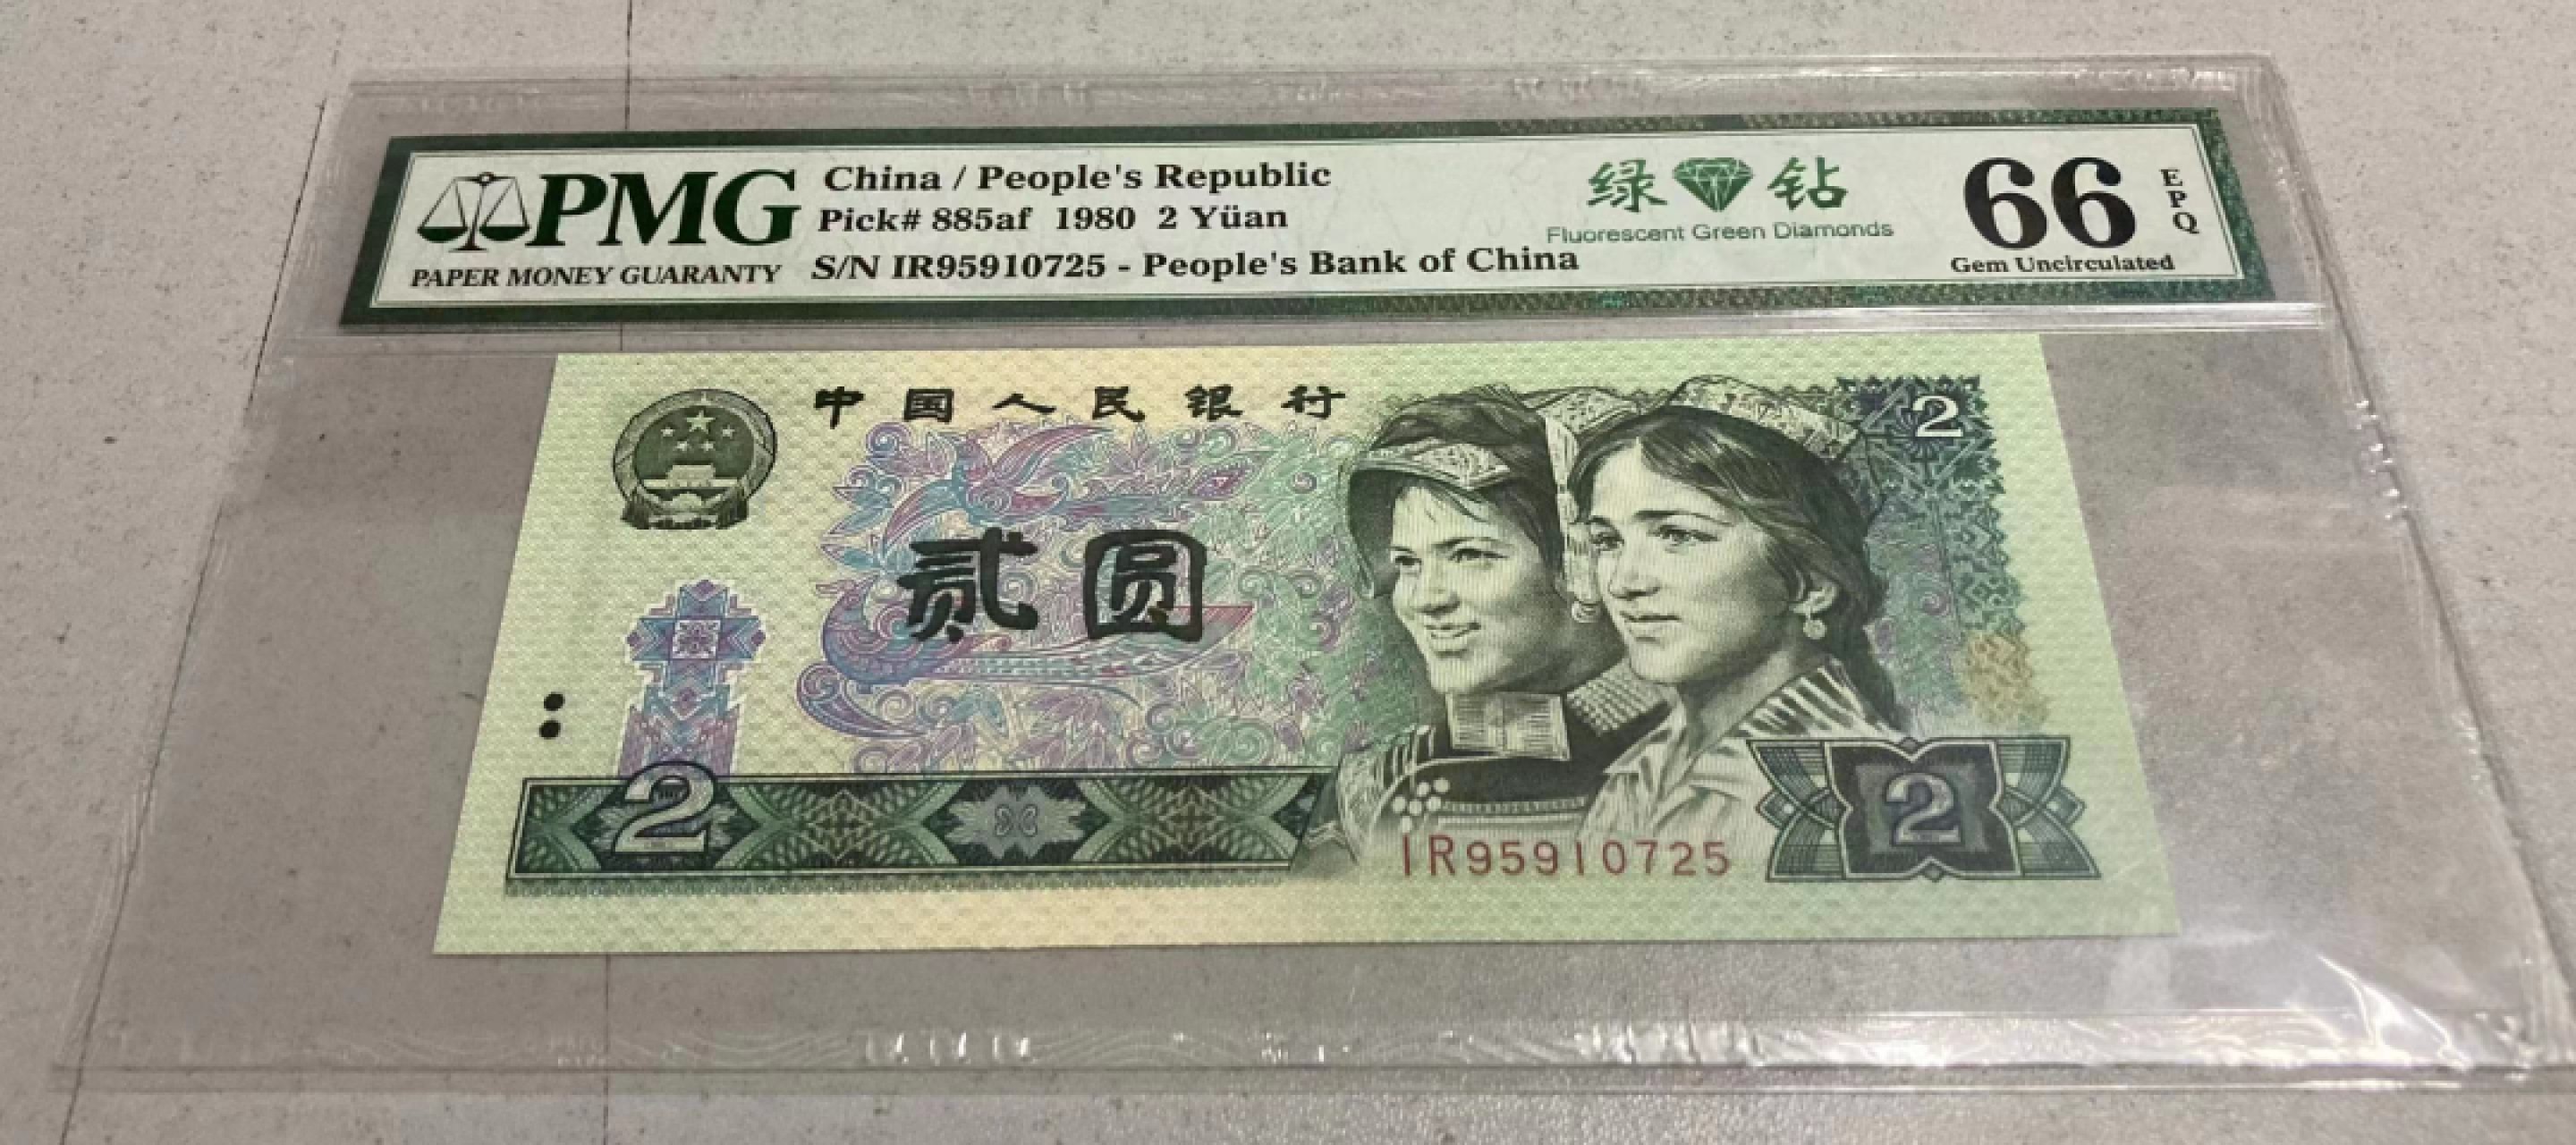 PMG
PAPER MONEY GUARANTY
China / People's Republic
Pick# 885af 1980 2 Yüan
S/N IR95910725 - People's Bank of China
绿钻
Fluorescent Green Diamonds
66
EPQ
Gem Uncirculated
中国人民银行
2
贰圆
2
IR95910725
2